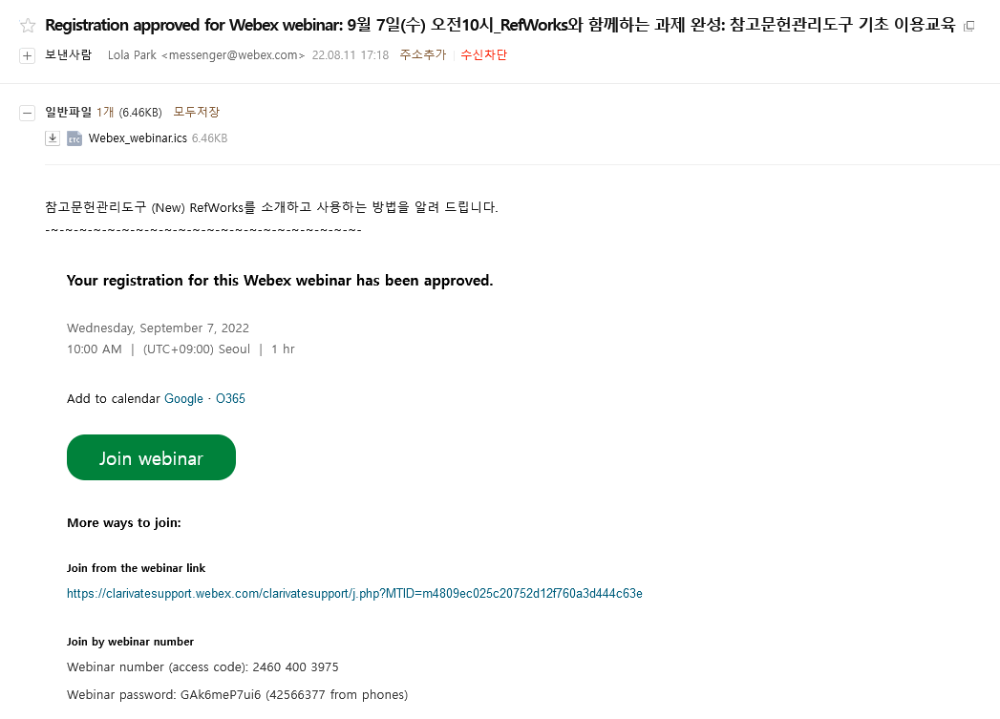 Registration approved for Webex webinar: 9월 7일(수) 오전10시_RefWorks와 함께하는 과제 완성: 참고문헌관리도구 기초 이용교육
보낸사람 Lola Park <messenger@webex.com> 22.08.11 17:18 주소추가 | 수신차단
일반파일 1개 (6.46KB) 모두저장
ETC Webex_webinar.ics 6.46KB
참고문헌관리도구 (New) RefWorks를 소개하고 사용하는 방법을 알려 드립니다.
-~-~-~-~-~-~-~-~-~-~-~-~-~-~-~-~-~-~-~-~-~-~-
Your registration for this Webex webinar has been approved.
Wednesday, September 7, 2022
10:00 AM | (UTC+09:00) Seoul | 1 hr
Add to calendar Google · O365
Join webinar
More ways to join:
Join from the webinar link
https://clarivatesupport.webex.com/clarivatesupport/j.php?MTID=m4809ec025c20752d12f760a3d444c63e
Join by webinar number
Webinar number (access code): 2460 400 3975
Webinar password: GAk6meP7ui6 (42566377 from phones)